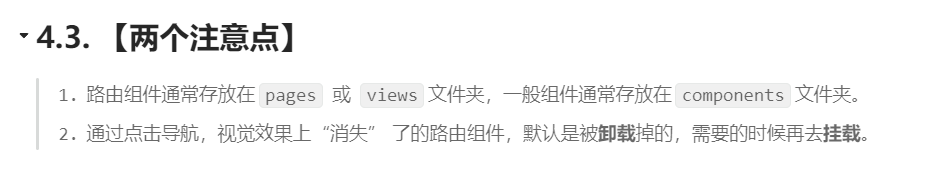 4.3. 【两个注意点】
1. 路由组件通常存放在 pages 或 views 文件夹，一般组件通常存放在 components 文件夹。
2. 通过点击导航，视觉效果上“消失” 了的路由组件，默认是被卸载掉的，需要的时候再去挂载。